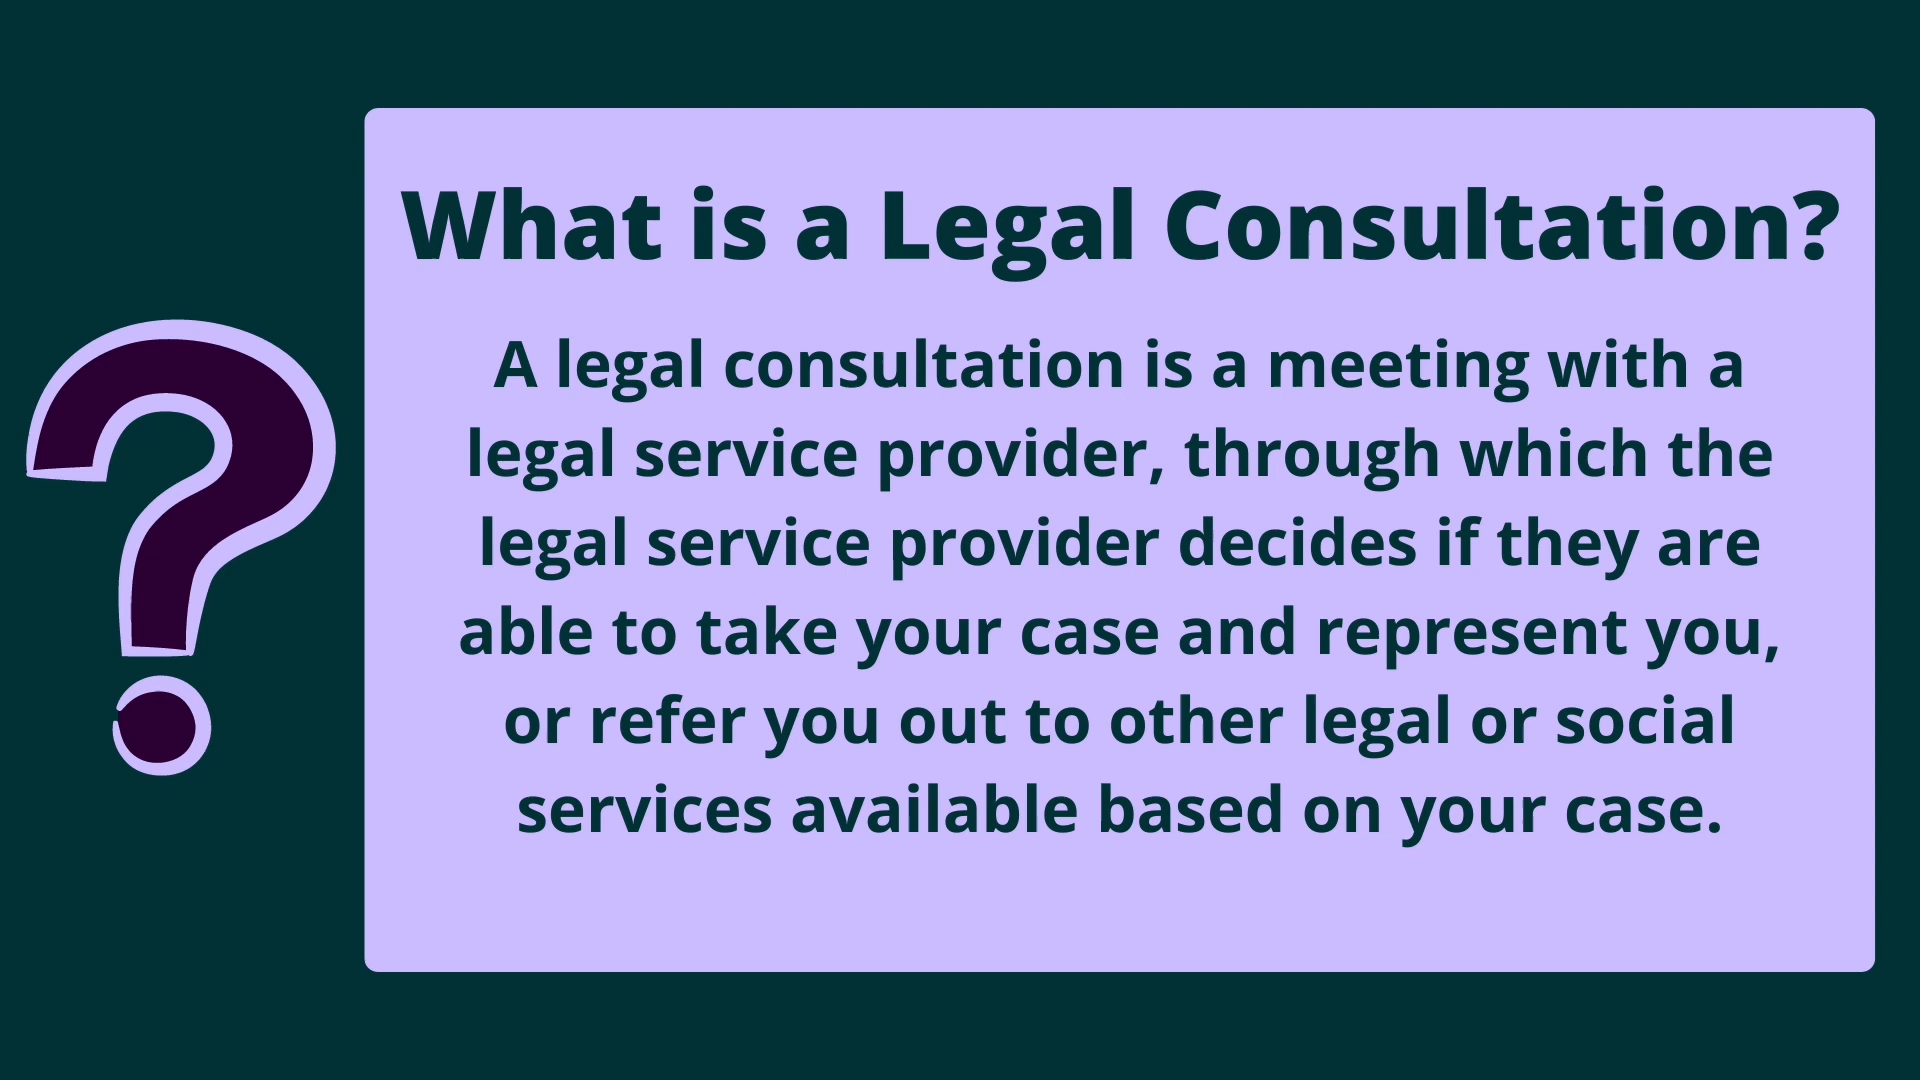 What is a Legal Consultation?
A legal consultation is a meeting with a
legal service provider, through which the
legal service provider decides if they are
able to take your case and represent you,
or refer you out to other legal or social
services available based on your case.